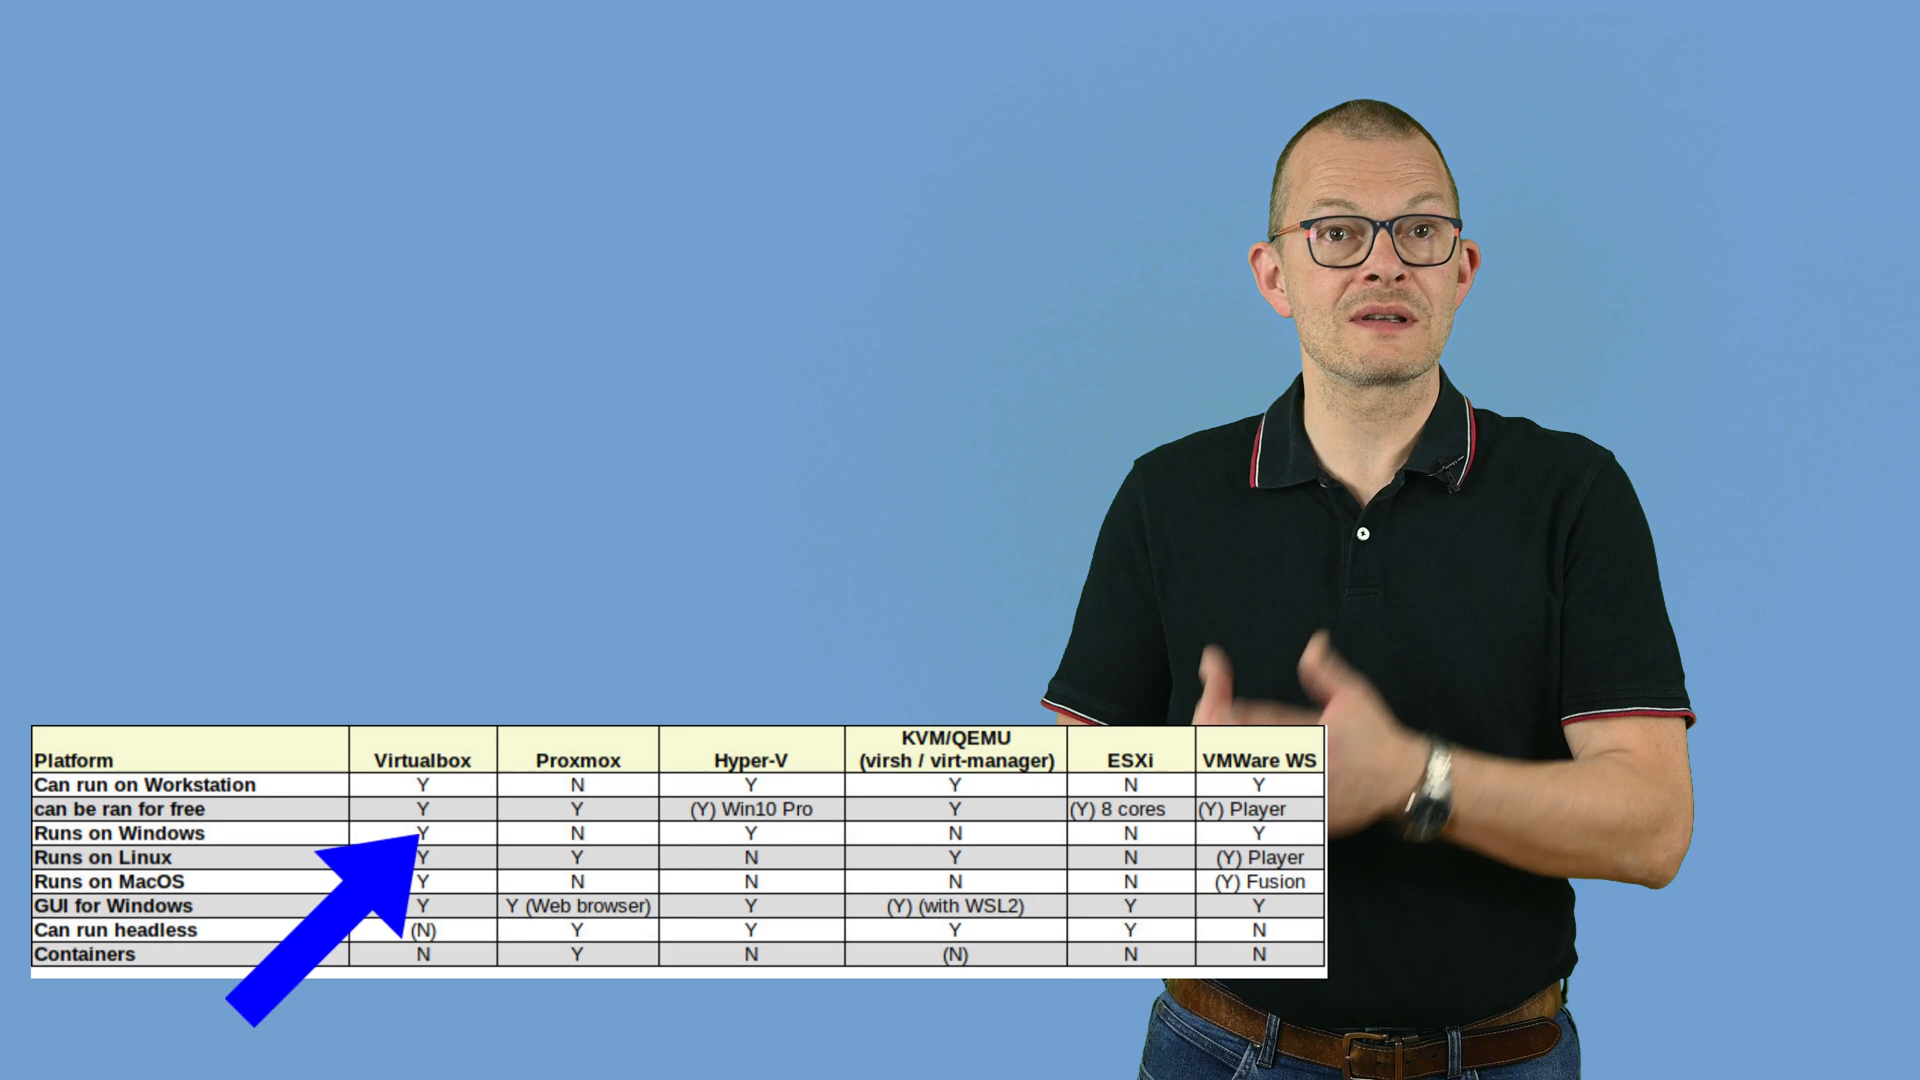 KVM/QEMU
Platform Virtualbox Proxmox Hyper-V (virsh / virt-manager) ESXi VMWare WS
Can run on Workstation Y N Y Y N Y
can be ran for free Y Y (Y) Win10 Pro Y (Y) 8 cores (Y) Player
Runs on Windows Y N Y N N Y
Runs on Linux Y Y N Y N (Y) Player
Runs on MacOS Y N N N N (Y) Fusion
GUI for Windows Y Y (Web browser) Y (Y) (with WSL2) Y Y
Can run headless (N) Y Y Y Y N
Containers N Y N (N) N N